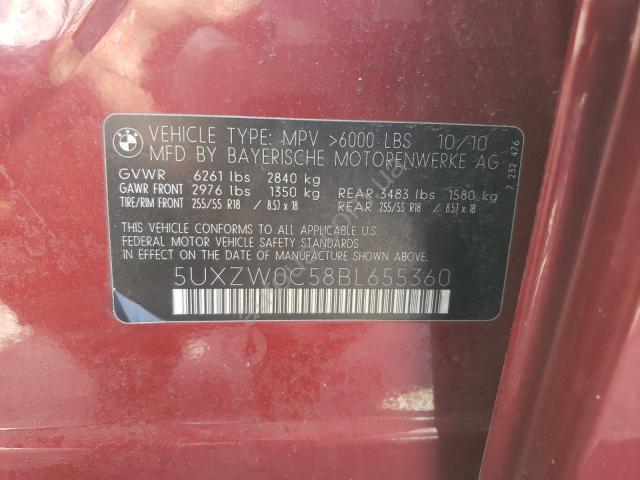 VEHICLE TYPE: MPV >6000 LBS 10/10
MFD BY BAYERISCHE MOTORENWERKE AG
GVWR 6261 lbs 2840 kg
GAWR FRONT 2976 lbs 1350 kg REAR 3483 lbs 1580 kg
TIRE/RIM FRONT 255/55 R18 / 8.5J x 18 REAR 255/55 R18 / 8.5J x 18
THIS VEHICLE CONFORMS TO ALL APPLICABLE
FEDERAL MOTOR VEHICLE SAFETY STANDARDS
IN EFFECT ON THE DATE OF MANUFACTURE SHOWN ABOVE.
5UXZW0C58BL655360
7 232 476